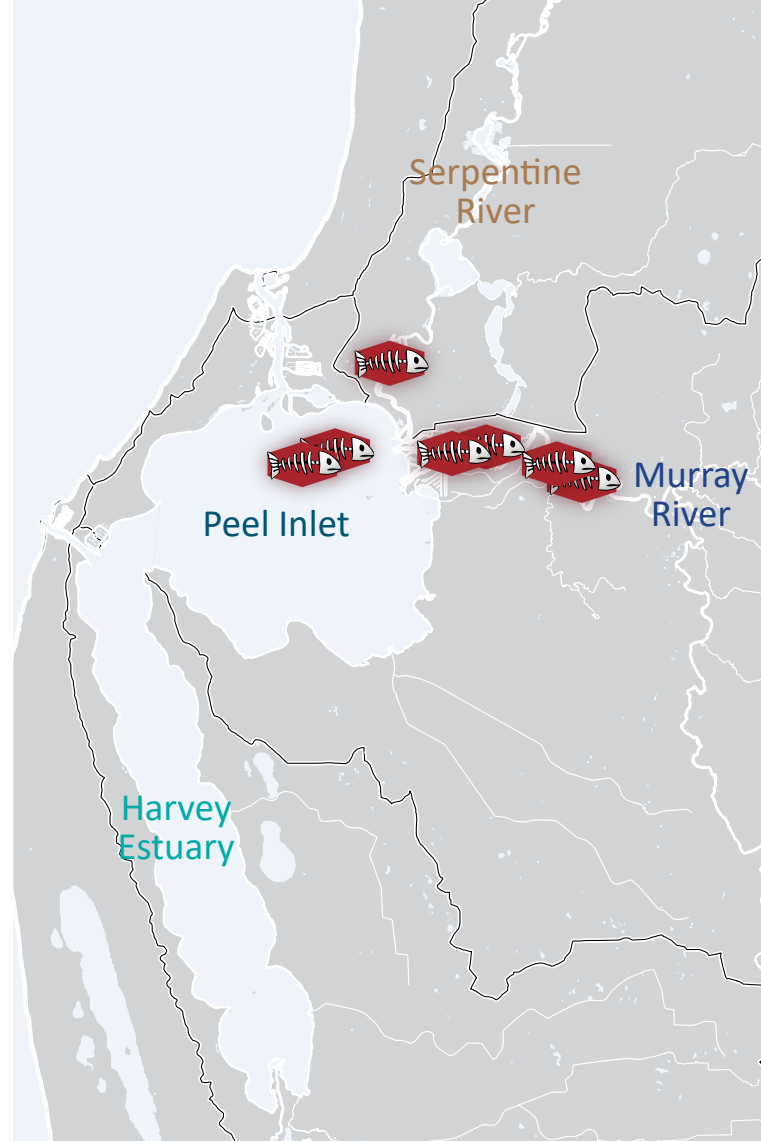 Serpentine
River
Murray
River
Peel Inlet
Harvey
Estuary